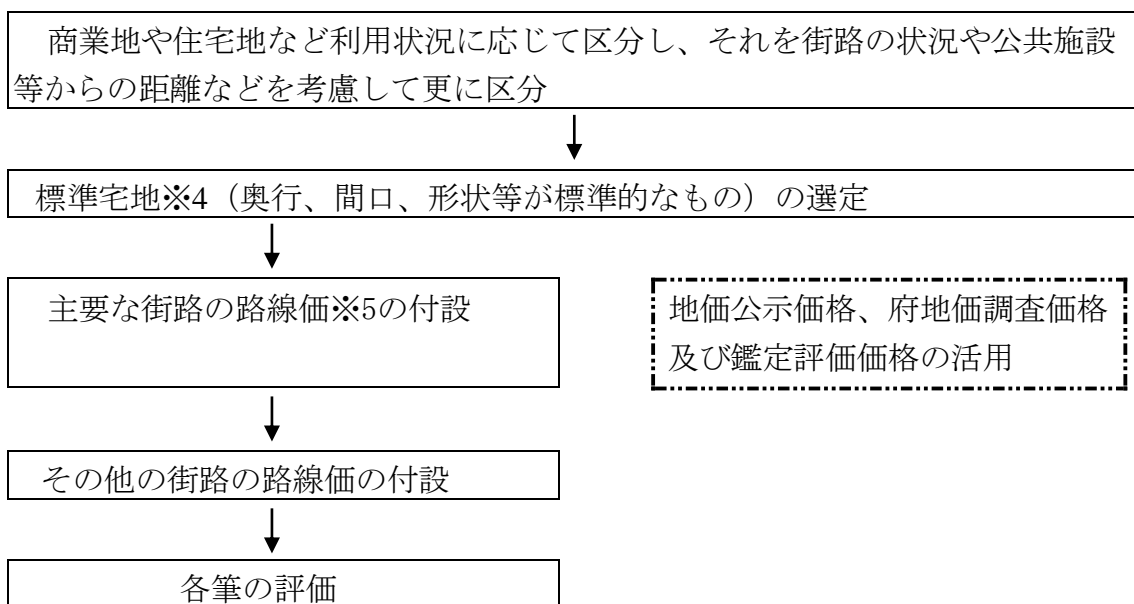 商業地や住宅地など利用状況に応じて区分し、それを街路の状況や公共施設
等からの距離などを考慮して更に区分
標準宅地※4（奥行、間口、形状等が標準的なもの）の選定
主要な街路の路線価※5の付設
地価公示価格、府地価調査価格
及び鑑定評価価格の活用
その他の街路の路線価の付設
各筆の評価